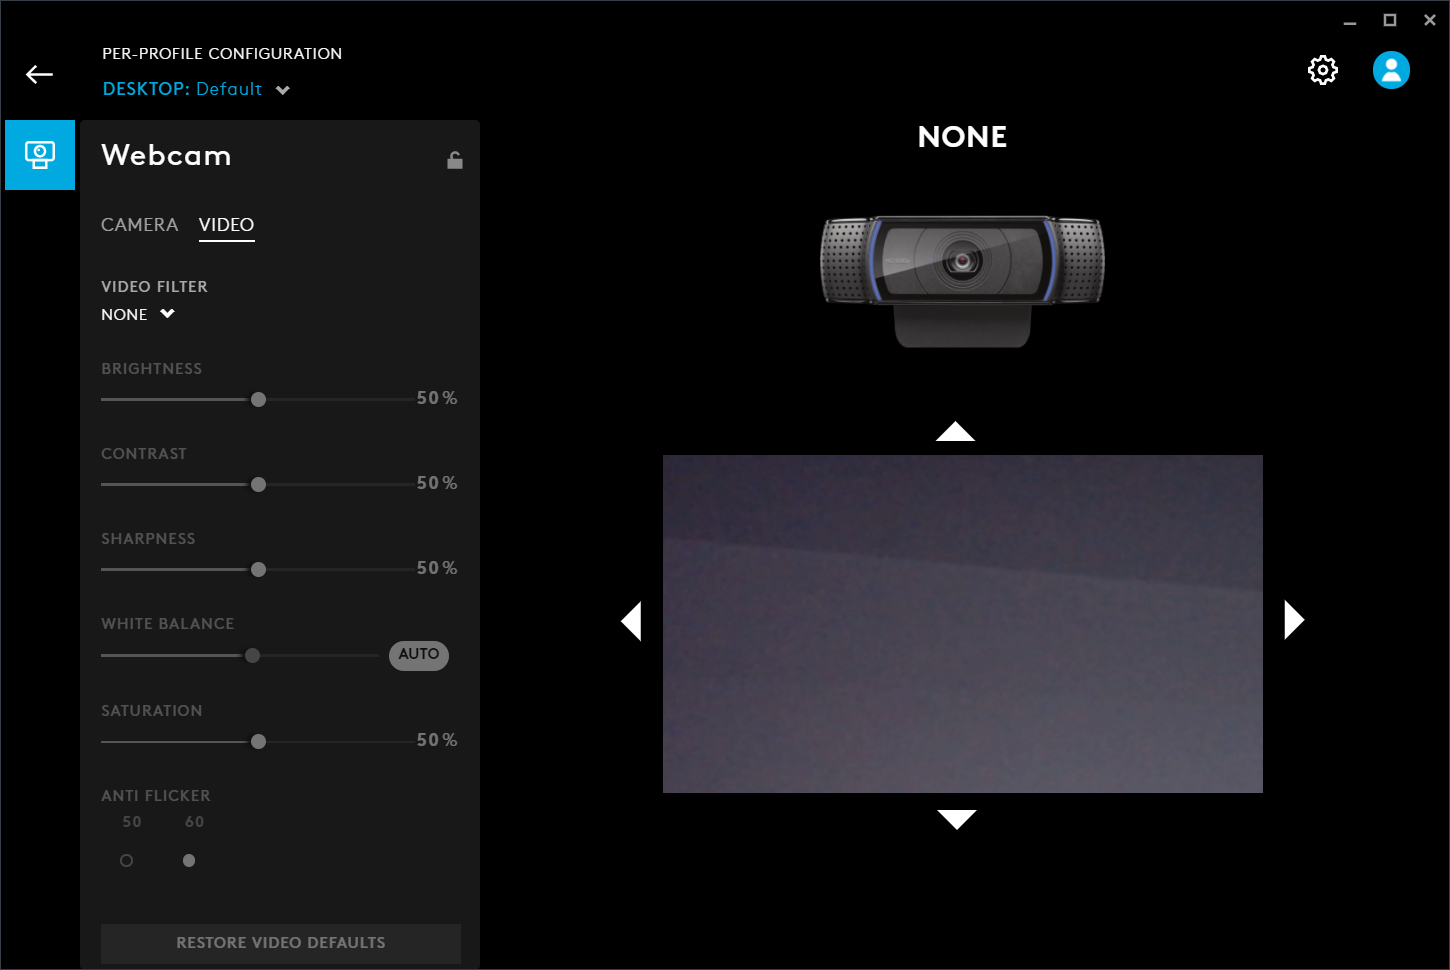 PER-PROFILE CONFIGURATION
DESKTOP: Default
NONE
Webcam
CAMERA VIDEO
VIDEO FILTER
NONE
BRIGHTNESS
50 %
CONTRAST
50 %
SHARPNESS
50 %
WHITE BALANCE
AUTO
SATURATION
50 %
ANTI FLICKER
50 60
RESTORE VIDEO DEFAULTS